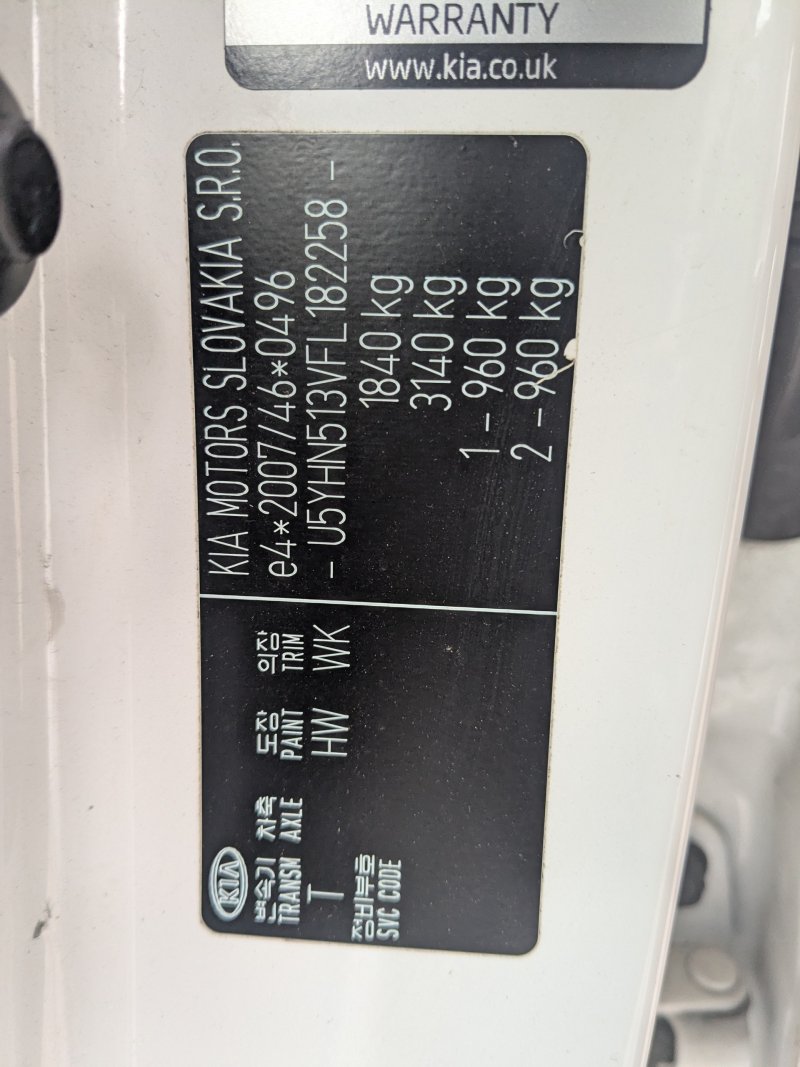 WARRANTY
www.kia.co.uk
KIA MOTORS SLOVAKIA S.R.O.
e4*2007/46*0496
– U5YHN513VFL182258 –
1840 kg
3140 kg
1 – 960 kg
2 – 960 kg
KIA
변속기 차축 도장 의장
TRANSM AXLE PAINT TRIM
T HW WK
정비부호
SVC CODE